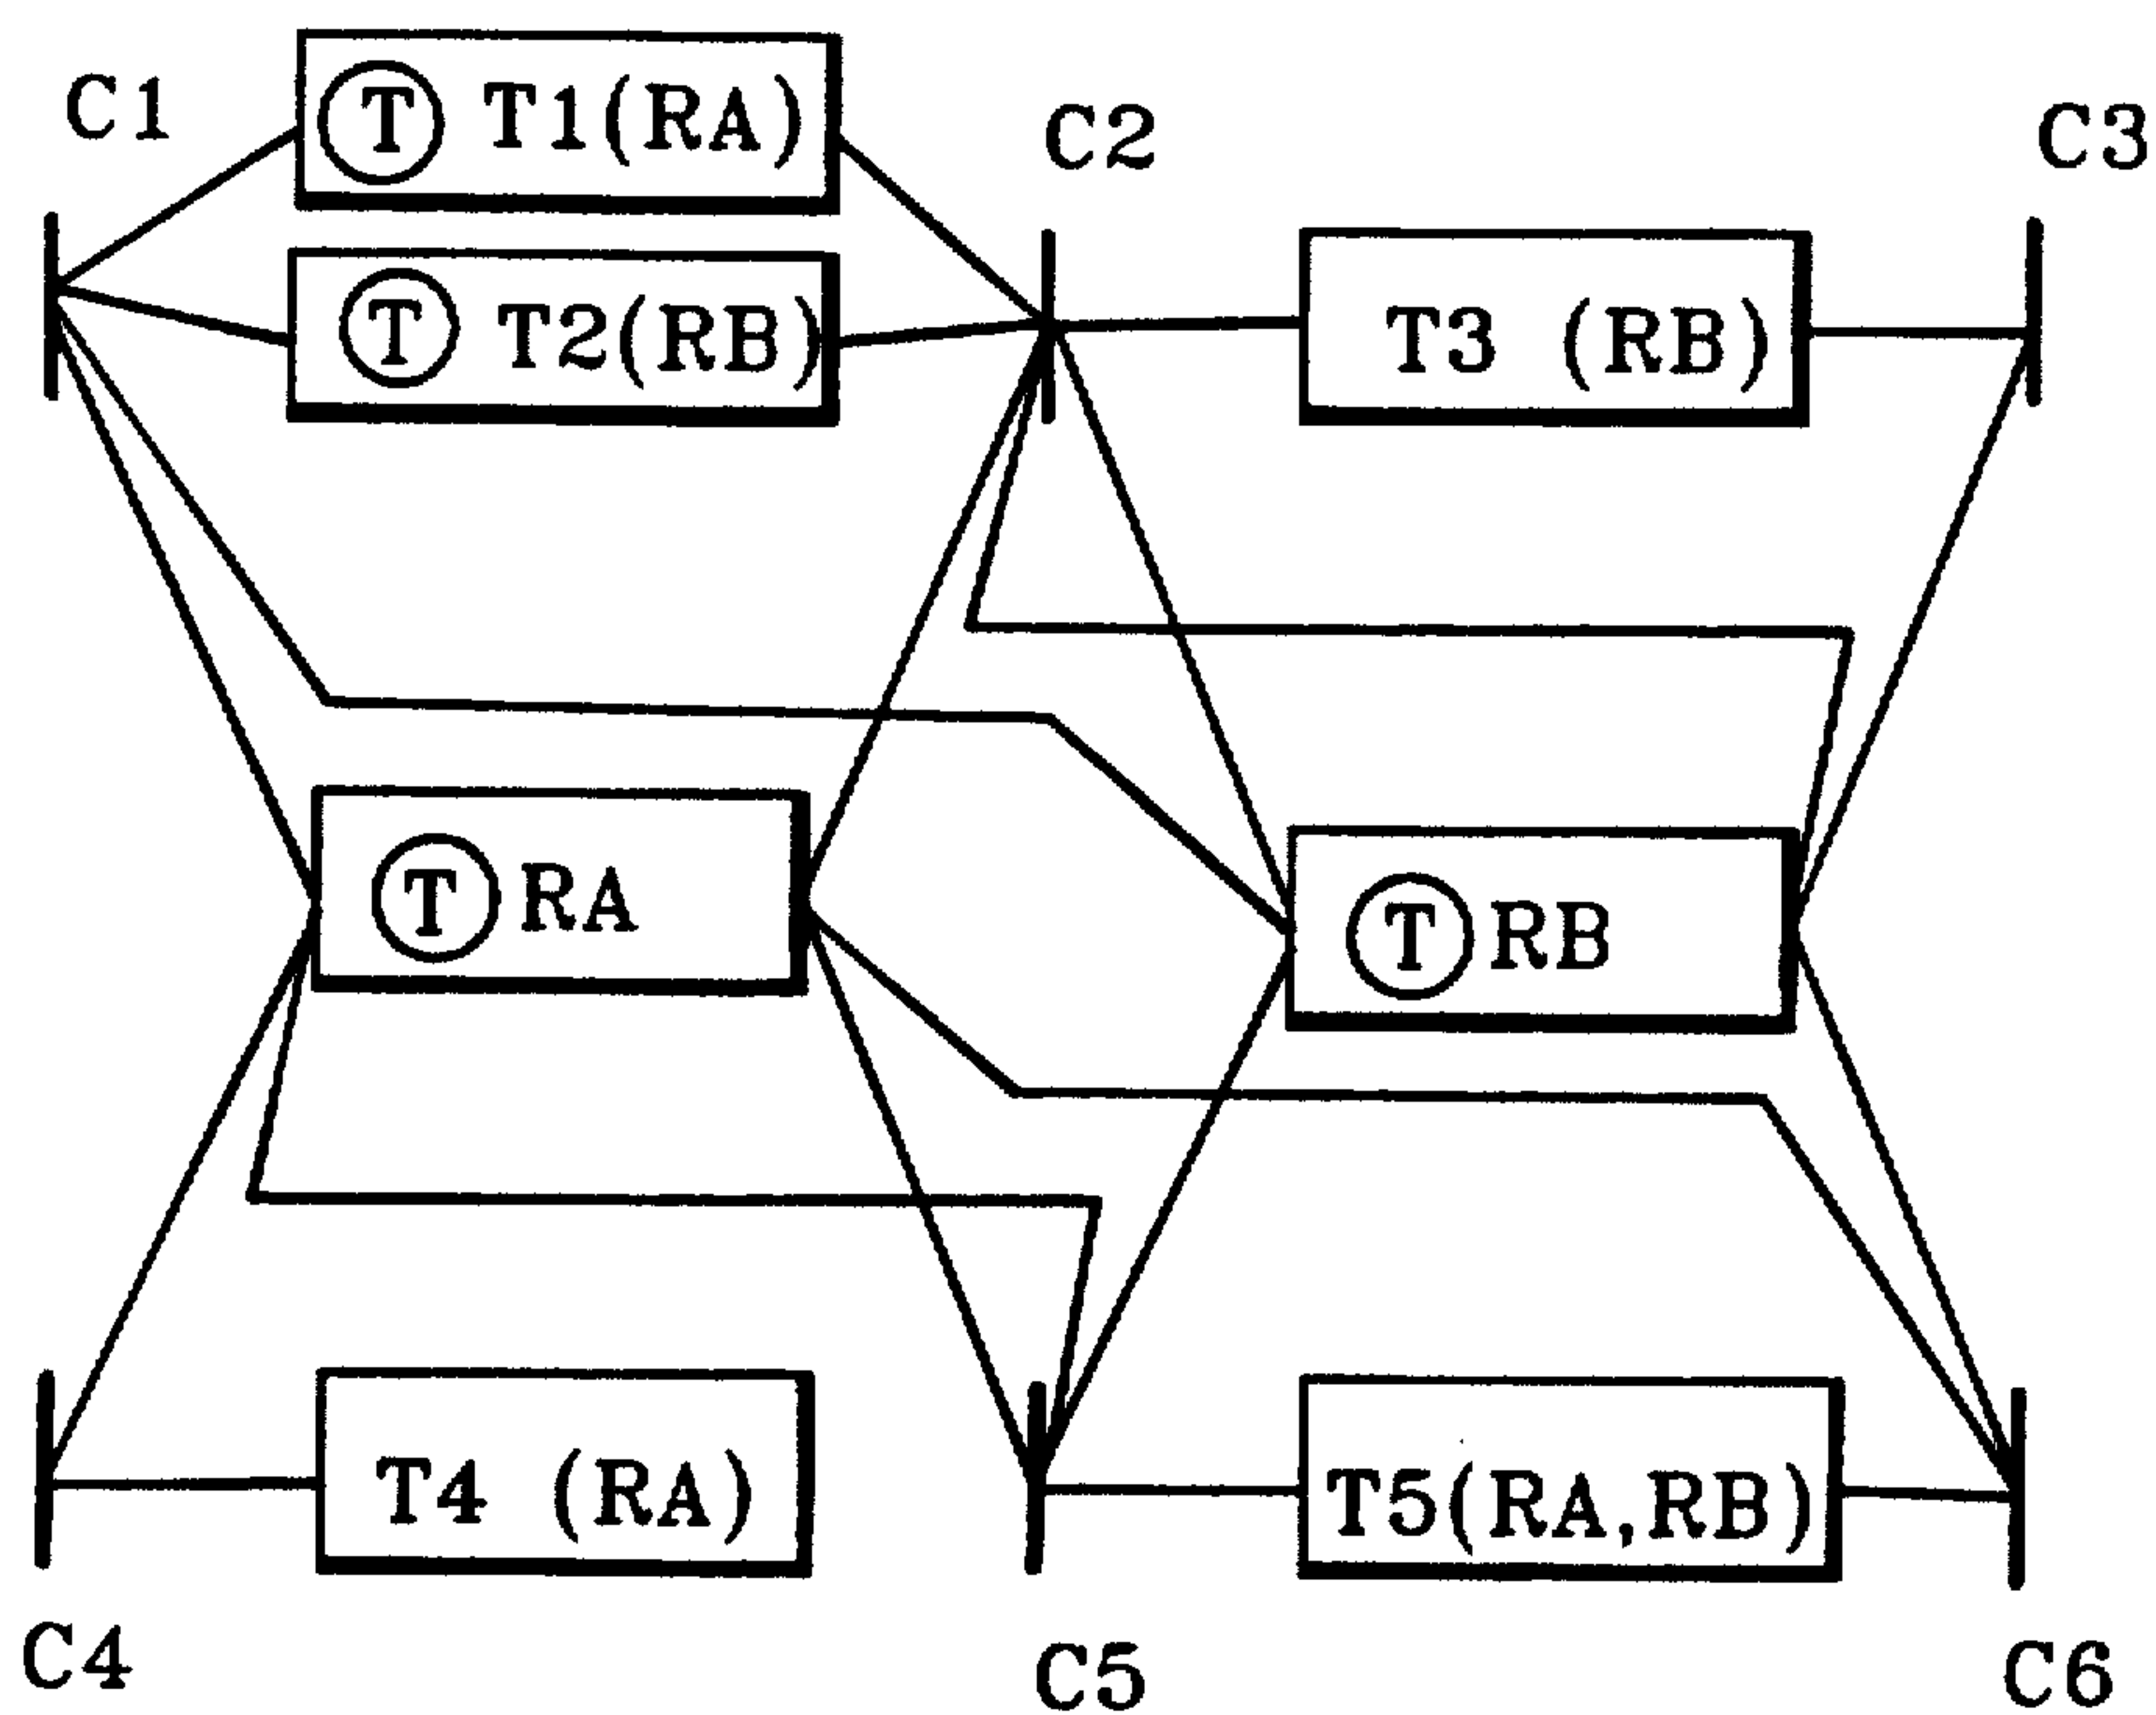 C1
T T1(RA)
C2
C3
T T2(RB)
T3 (RB)
T RA
T RB
T4 (RA)
T5(RA,RB)
C4
C5
C6